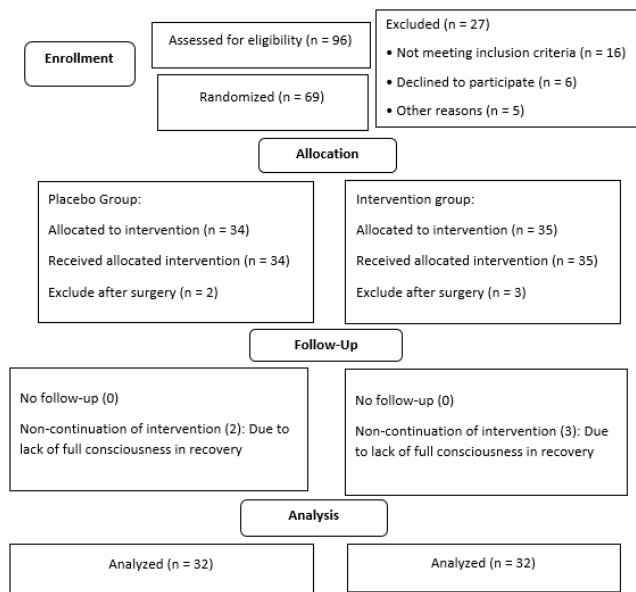 Enrollment
Assessed for eligibility (n = 96)
Randomized (n = 69)
Excluded (n = 27)
• Not meeting inclusion criteria (n = 16)
• Declined to participate (n = 6)
• Other reasons (n = 5)
Allocation
Placebo Group:
Allocated to intervention (n = 34)
Received allocated intervention (n = 34)
Exclude after surgery (n = 2)
Intervention group:
Allocated to intervention (n = 35)
Received allocated intervention (n = 35)
Exclude after surgery (n = 3)
Follow-Up
No follow-up (0)
Non-continuation of intervention (2): Due to
lack of full consciousness in recovery
No follow-up (0)
Non-continuation of intervention (3): Due
to lack of full consciousness in recovery
Analysis
Analyzed (n = 32)
Analyzed (n = 32)